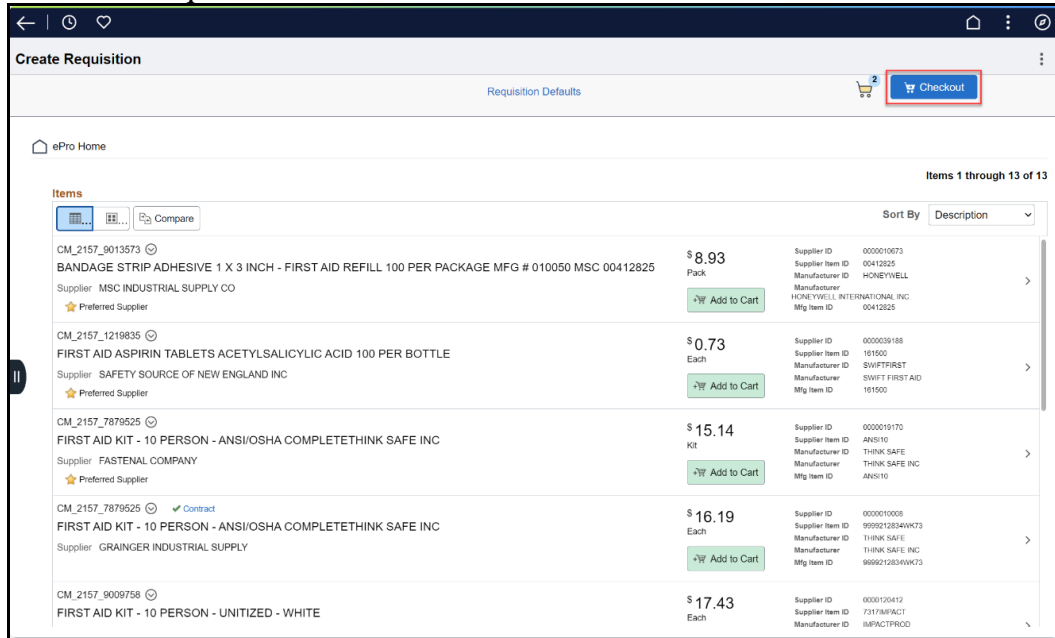 Create Requisition
Requisition Defaults
2
Checkout
ePro Home
Items 1 through 13 of 13
Items
...
...
Compare
Sort By Description
CM_2157_9013573
BANDAGE STRIP ADHESIVE 1 X 3 INCH - FIRST AID REFILL 100 PER PACKAGE MFG # 010050 MSC 00412825
Supplier MSC INDUSTRIAL SUPPLY CO
Preferred Supplier
$8.93
Pack
Add to Cart
Supplier ID 0000010673
Supplier Item ID 00412825
Manufacturer ID HONEYWELL
Manufacturer
HONEYWELL INTERNATIONAL INC
Mfg Item ID 00412825
CM_2157_1219835
FIRST AID ASPIRIN TABLETS ACETYLSALICYLIC ACID 100 PER BOTTLE
Supplier SAFETY SOURCE OF NEW ENGLAND INC
Preferred Supplier
$0.73
Each
Add to Cart
Supplier ID 0000039188
Supplier Item ID 161500
Manufacturer ID SWIFTFIRST
Manufacturer SWIFT FIRST AID
Mfg Item ID 161500
CM_2157_7879525
FIRST AID KIT - 10 PERSON - ANSI/OSHA COMPLETETHINK SAFE INC
Supplier FASTENAL COMPANY
Preferred Supplier
$15.14
Kit
Add to Cart
Supplier ID 0000019170
Supplier Item ID ANSI10
Manufacturer ID THINK SAFE
Manufacturer THINK SAFE INC
Mfg Item ID ANSI10
CM_2157_7879525 Contract
FIRST AID KIT - 10 PERSON - ANSI/OSHA COMPLETETHINK SAFE INC
Supplier GRAINGER INDUSTRIAL SUPPLY
$16.19
Each
Add to Cart
Supplier ID 0000010008
Supplier Item ID 9999212834WK73
Manufacturer ID THINK SAFE
Manufacturer THINK SAFE INC
Mfg Item ID 9999212834WK73
CM_2157_9009758
FIRST AID KIT - 10 PERSON - UNITIZED - WHITE
$17.43
Each
Supplier ID 0000120412
Supplier Item ID 7317IMPACT
Manufacturer ID IMPACTPROD